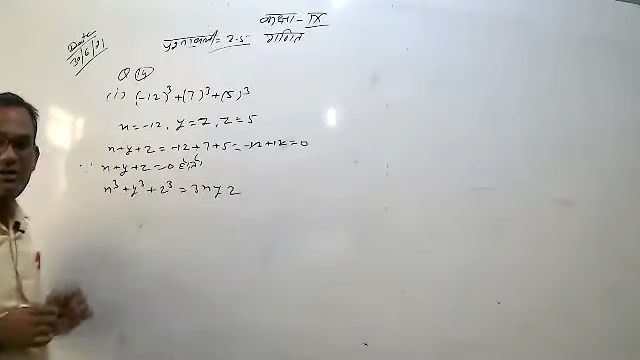 कक्षा - IX
Date
30/6/21
प्रश्नावली = 2.5 गणित
Q 14
(i) (-12)³ + (7)³ + (5)³
x = -12, y = 7, z = 5
x + y + z = -12 + 7 + 5 = -12 + 12 = 0
∵ x + y + z = 0
x³ + y³ + z³ = 3xyz